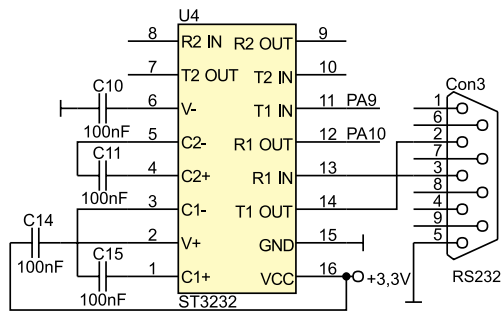 U4
8 R2 IN R2 OUT 9
7 T2 OUT T2 IN 10
C10 100nF 6 V- T1 IN 11 PA9
5 C2- R1 OUT 12 PA10
C11 100nF 4 C2+ R1 IN 13
3 C1- T1 OUT 14
C14 100nF 2 V+ GND 15
C15 100nF 1 C1+ VCC 16 +3,3V
ST3232
Con3
1
6
2
7
3
8
4
9
5
RS232